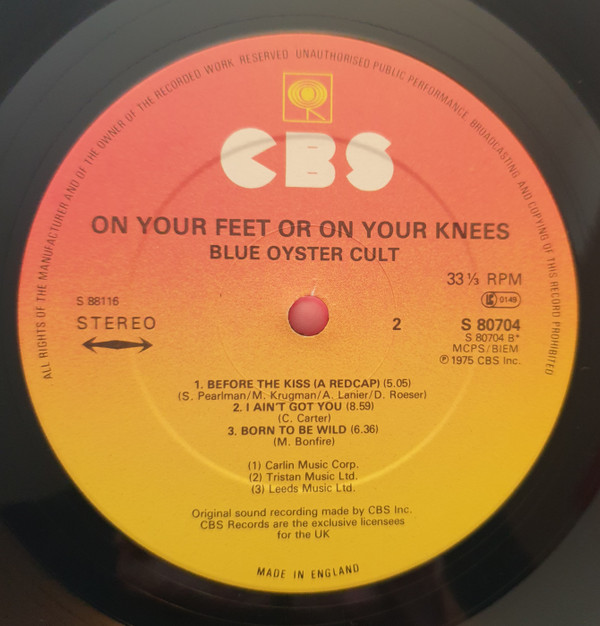 ALL RIGHTS OF THE MANUFACTURER AND OF THE OWNER OF THE RECORDED WORK RESERVED UNAUTHORISED PUBLIC PERFORMANCE BROADCASTING AND COPYING OF THIS RECORD PROHIBITED
CBS
ON YOUR FEET OR ON YOUR KNEES
BLUE OYSTER CULT
33⅓ RPM
LC 0149
S 88116
STEREO
2
S 80704
S 80704 B*
MCPS/BIEM
℗ 1975 CBS Inc.
1. BEFORE THE KISS (A REDCAP) (5.05)
(S. Pearlman/M. Krugman/A. Lanier/D. Roeser)
2. I AIN'T GOT YOU (8.59)
(C. Carter)
3. BORN TO BE WILD (6.36)
(M. Bonfire)
(1) Carlin Music Corp.
(2) Tristan Music Ltd.
(3) Leeds Music Ltd.
Original sound recording made by CBS Inc.
CBS Records are the exclusive licensees
for the UK
MADE IN ENGLAND